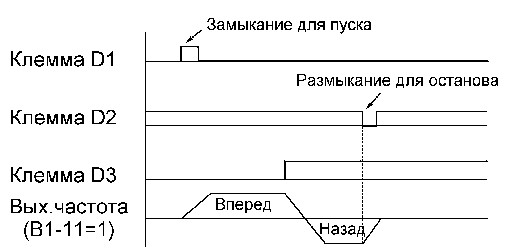 Замыкание для пуска
Клемма D1
Размыкание для останова
Клемма D2
Клемма D3
Вых.частота
(B1-11=1)
Вперед
Назад